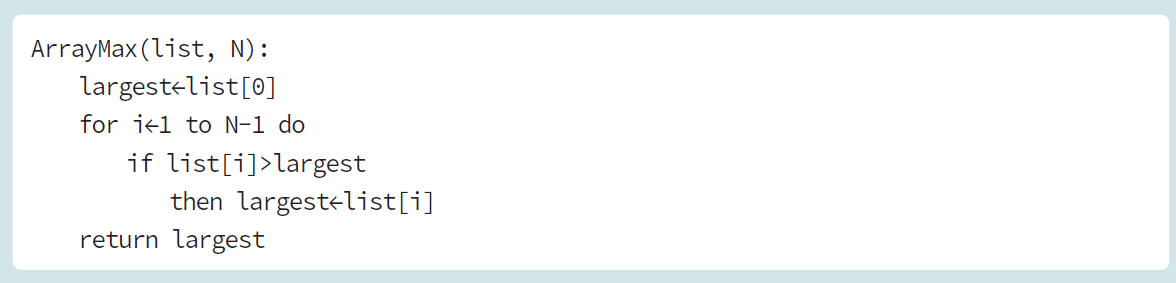 ArrayMax(list, N):
largest←list[0]
for i←1 to N-1 do
if list[i]>largest
then largest←list[i]
return largest